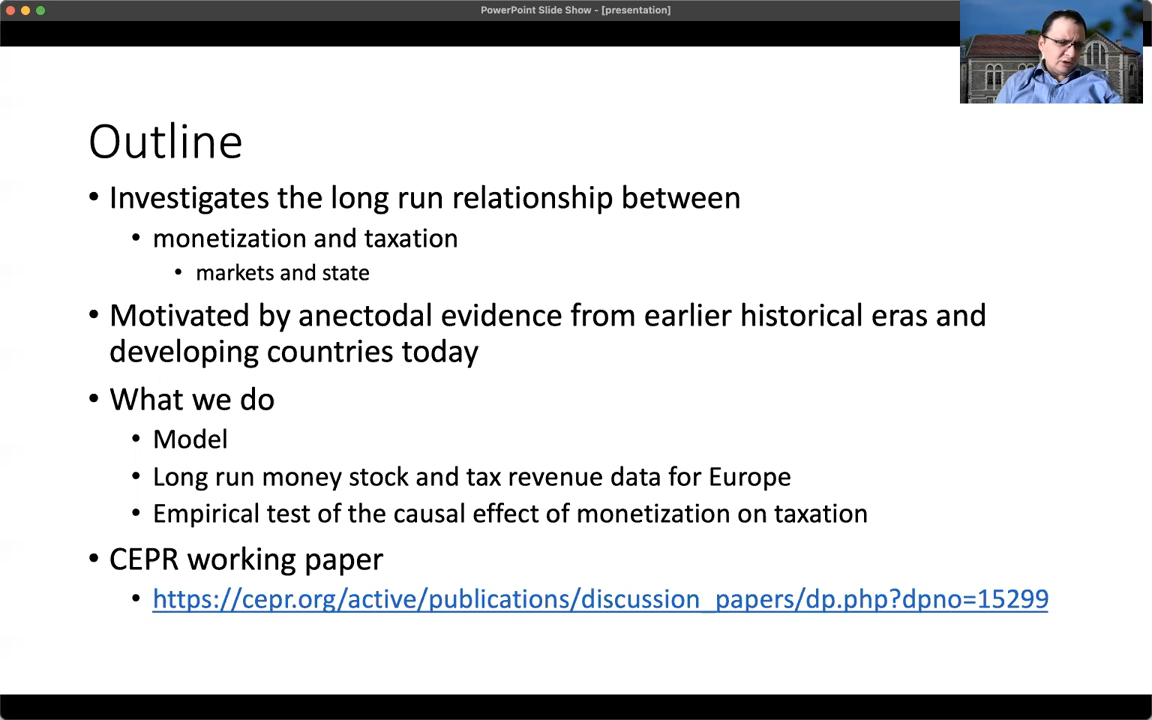 PowerPoint Slide Show - [presentation]
Outline
• Investigates the long run relationship between
• monetization and taxation
• markets and state
• Motivated by anectodal evidence from earlier historical eras and
developing countries today
• What we do
• Model
• Long run money stock and tax revenue data for Europe
• Empirical test of the causal effect of monetization on taxation
• CEPR working paper
• https://cepr.org/active/publications/discussion_papers/dp.php?dpno=15299